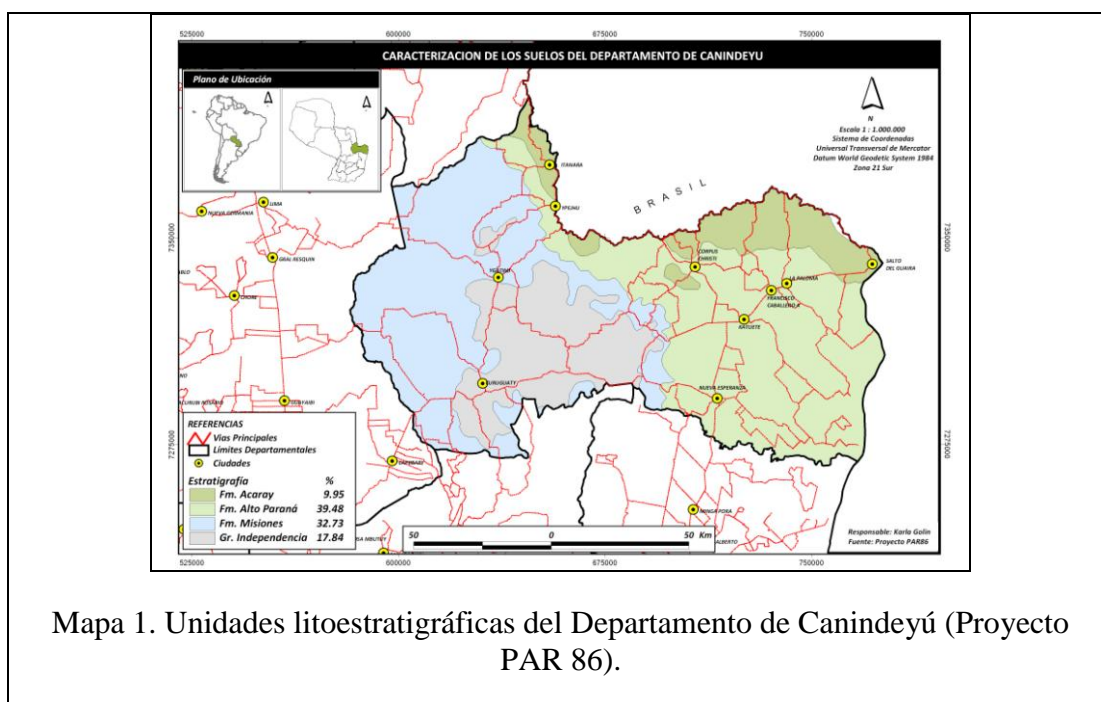 525000 600000 675000 750000
CARACTERIZACION DE LOS SUELOS DEL DEPARTAMENTO DE CANINDEYU
Plano de Ubicación
N
Escala 1 : 1.000.000
Sistema de Coordenadas
Universal Transversal de Mercator
Datum World Geodetic System 1984
Zona 21 Sur
ITANARA
BRASIL
YPEJHU
LIMA
NUEVA GERMANIA
7350000
7350000
GRAL RESQUIN
CORPUS
CHRISTI
SALTO
DEL GUAIRA
LA PALOMA
FRANCISCO
CABALLERO A.
CHORE
KATUETE
CURUGUATY
NUEVA ESPERANZA
7275000
7275000
REFERENCIAS
Vías Principales
Límites Departamentales
Ciudades
Estratigrafía %
Fm. Acaray 9.95
Fm. Alto Paraná 39.48
Fm. Misiones 32.73
Gr. Independencia 17.84
MINGA PORA
50 0 50 Km
ALBERTO
Responsable: Karla Golin
Fuente: Proyecto PAR86
525000 600000 675000 750000
Mapa 1. Unidades litoestratigráficas del Departamento de Canindeyú (Proyecto
PAR 86).